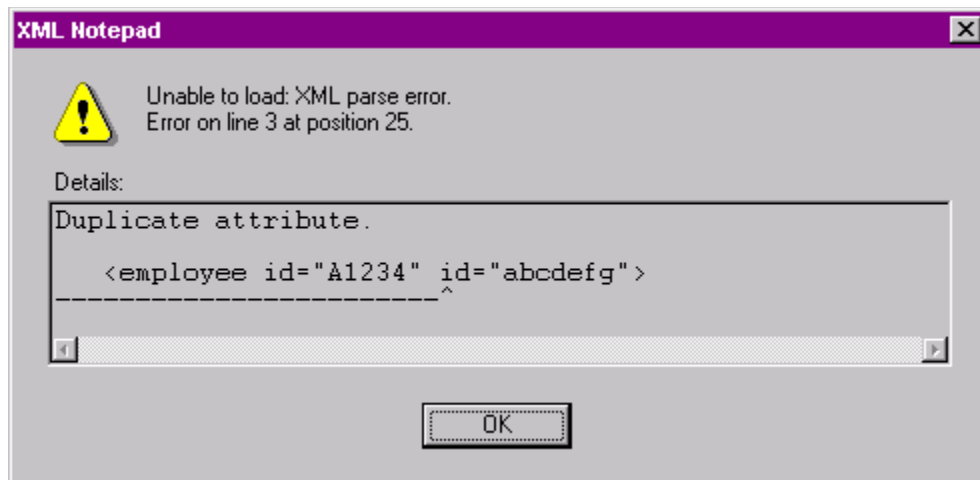 XML Notepad
Unable to load: XML parse error.
Error on line 3 at position 25.
Details:
Duplicate attribute.
<employee id="A1234" id="abcdefg">
------------------------^
OK